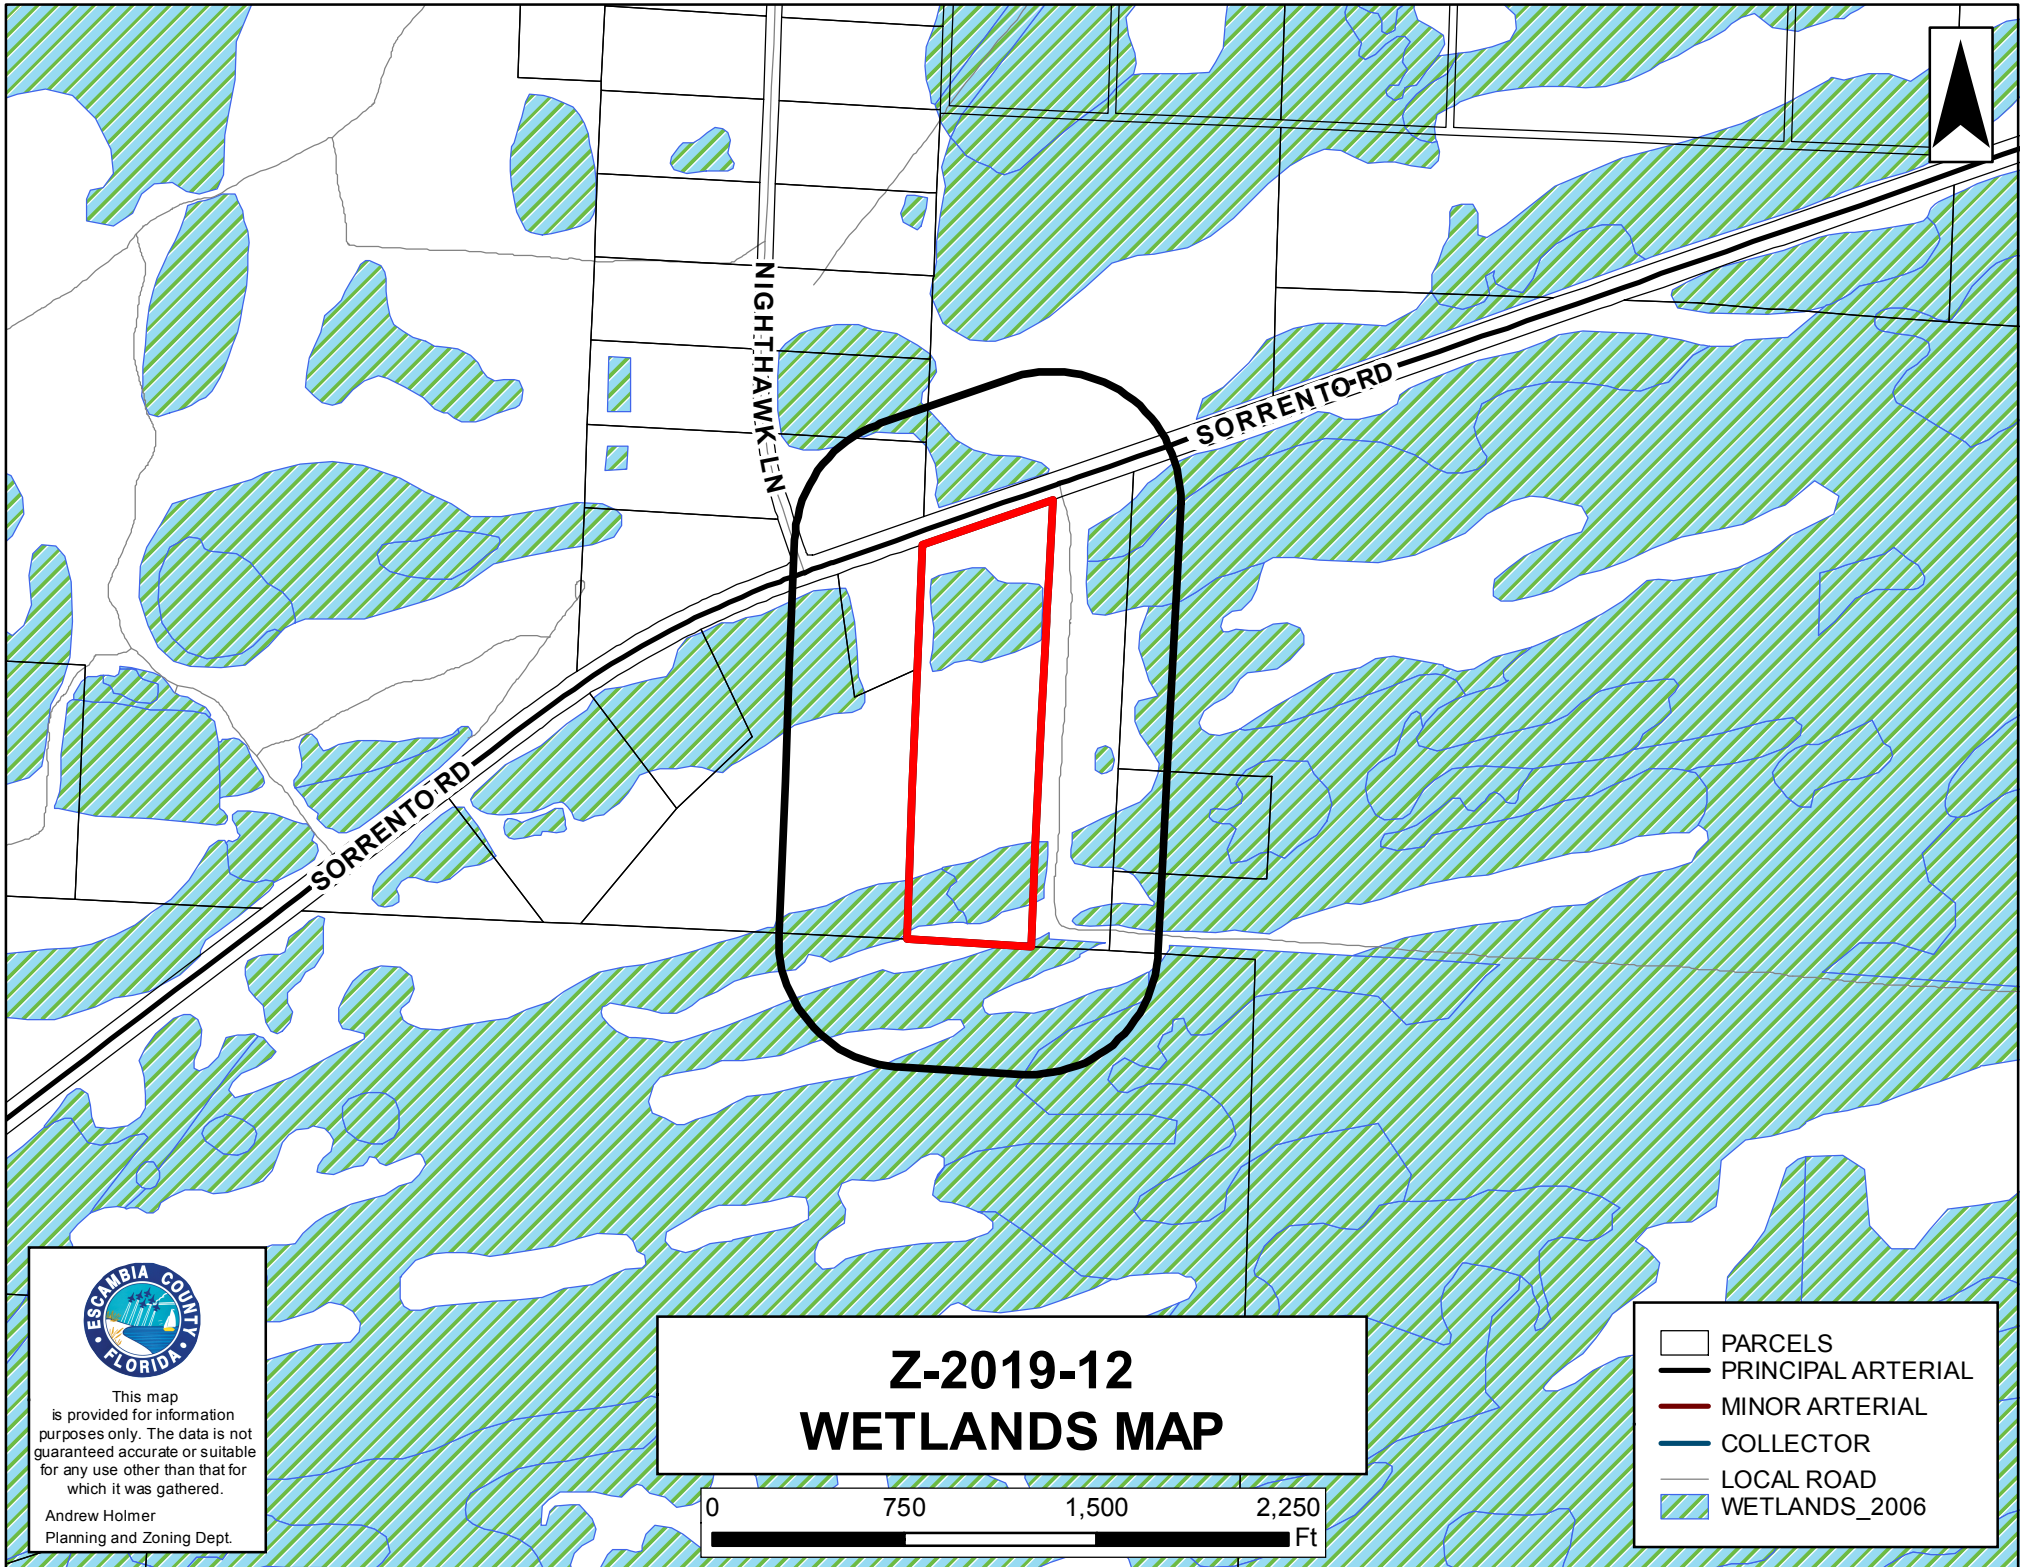 NIGHTHAWK LN
SORRENTO RD
SORRENTO RD
ESCAMBIA COUNTY
FLORIDA
This map
is provided for information
purposes only. The data is not
guaranteed accurate or suitable
for any use other than that for
which it was gathered.
Andrew Holmer
Planning and Zoning Dept.
Z-2019-12
WETLANDS MAP
0 750 1,500 2,250
Ft
PARCELS
PRINCIPAL ARTERIAL
MINOR ARTERIAL
COLLECTOR
LOCAL ROAD
WETLANDS_2006